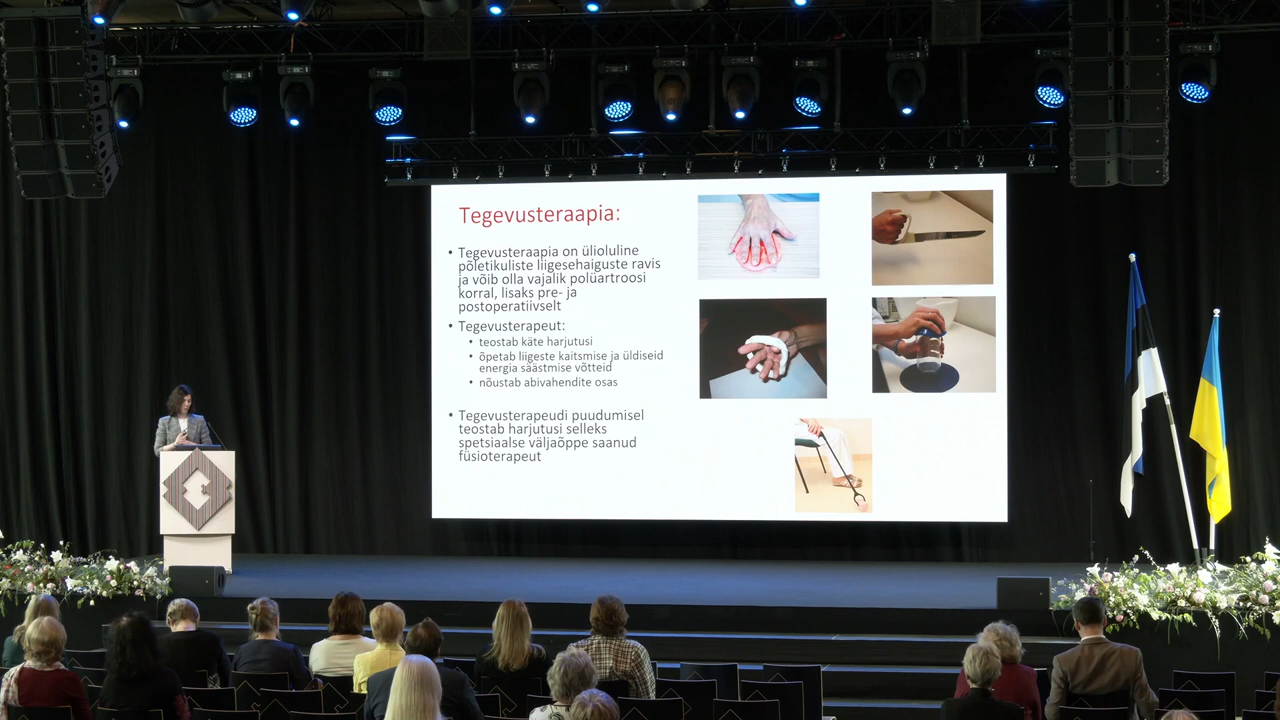 Tegevusteraapia:
• Tegevusteraapia on ülioluline
põletikuliste liigesehaiguste ravis
ja võib olla vajalik polüartroosi
korral, lisaks pre- ja
postoperatiivselt
• Tegevusterapeut:
• teostab käte harjutusi
• õpetab liigeste kaitsmise ja üldiseid
energia säästmise võtteid
• nõustab abivahendite osas
• Tegevusterapeudi puudumisel
teostab harjutusi selleks
spetsiaalse väljaõppe saanud
füsioterapeut